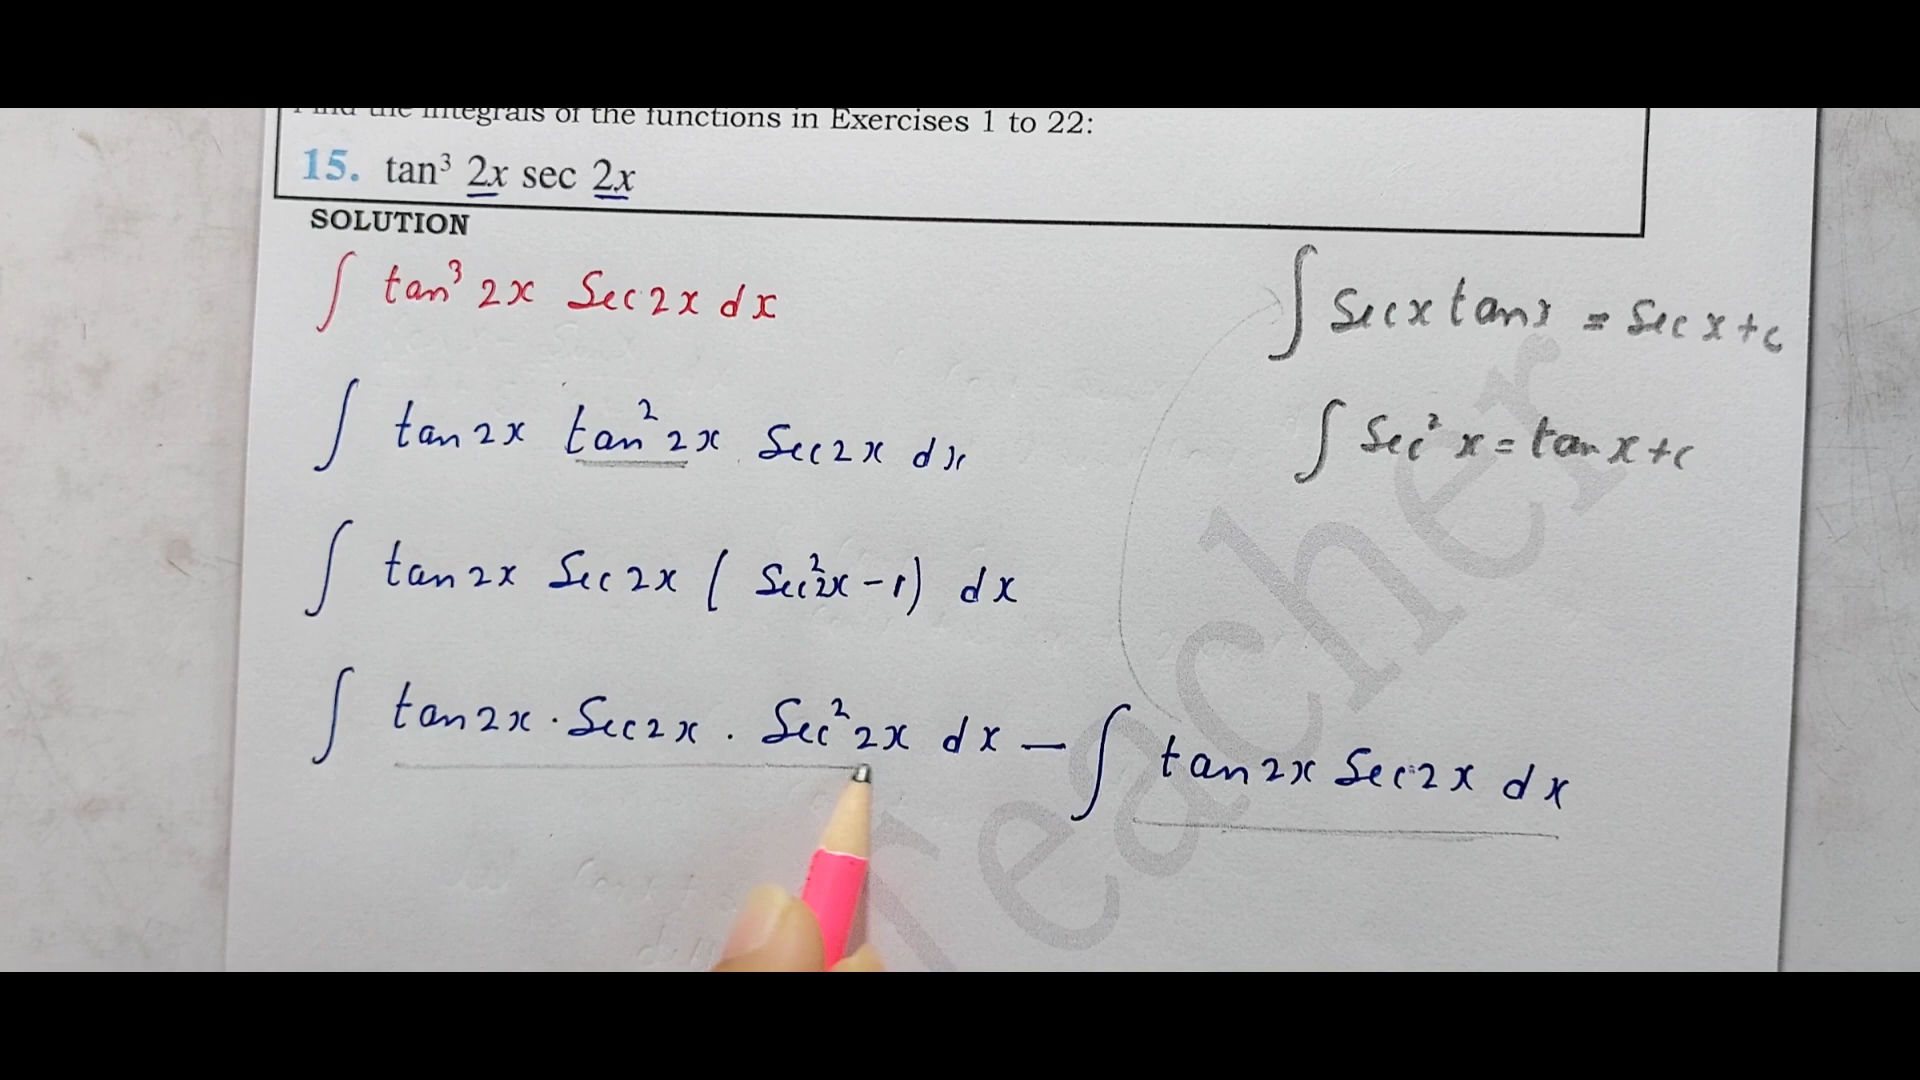 Find the integrals of the functions in Exercises 1 to 22:
15. tan³ 2x sec 2x
SOLUTION
∫ tan³ 2x Sec 2x dx
∫ Secx tanx = Sec x + c
∫ tan 2x tan² 2x Sec 2x dx
∫ Sec² x = tan x + c
∫ tan 2x Sec 2x ( Sec² 2x - 1) dx
∫ tan 2x · Sec 2x . Sec² 2x dx — ∫ tan 2x Sec 2x dx
Teacher